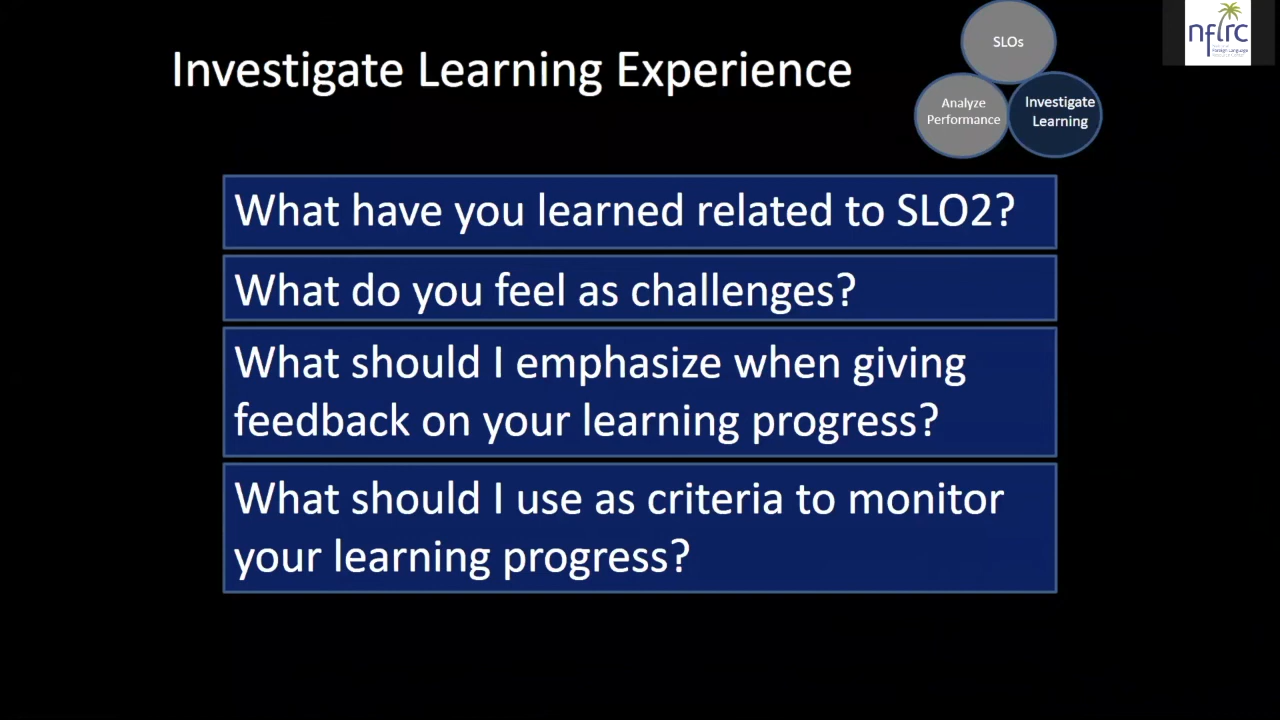 Investigate Learning Experience
SLOs
Analyze
Performance
Investigate
Learning
nflrc
What have you learned related to SLO2?
What do you feel as challenges?
What should I emphasize when giving
feedback on your learning progress?
What should I use as criteria to monitor
your learning progress?